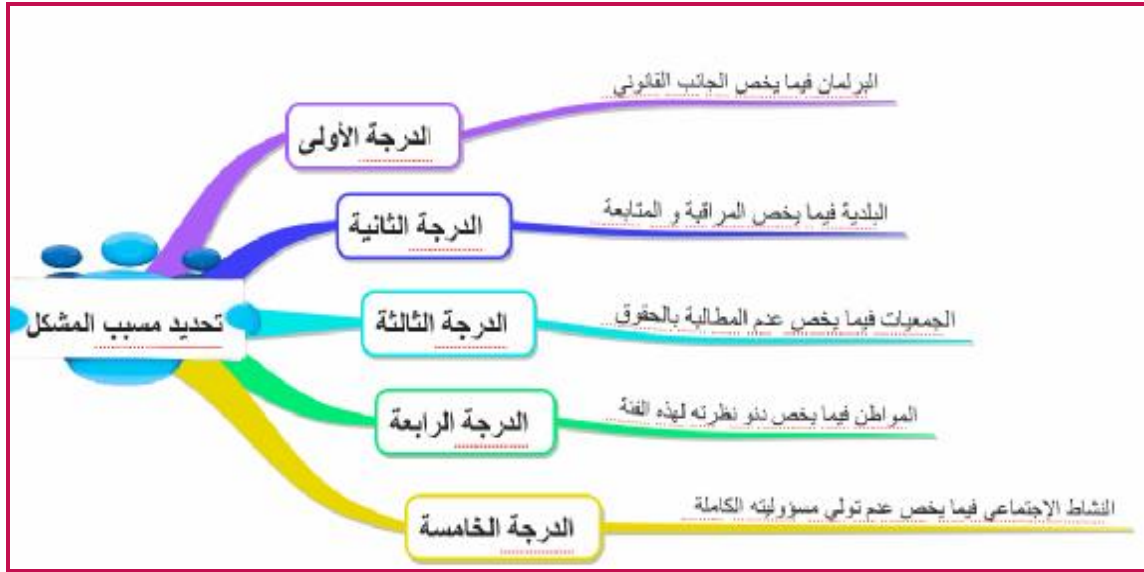 تحديد مسبب المشكل
الدرجة الأولى
البرلمان فيما يخص الجانب القانوني
الدرجة الثانية
البلدية فيما يخص المراقبة و المتابعة
الدرجة الثالثة
الجمعيات فيما يخص عدم المطالبة بالحقوق
الدرجة الرابعة
المواطن فيما يخص دنو نظرته لهذه الفئة
الدرجة الخامسة
النشاط الإجتماعي فيما يخص عدم تولي مسؤوليته الكاملة